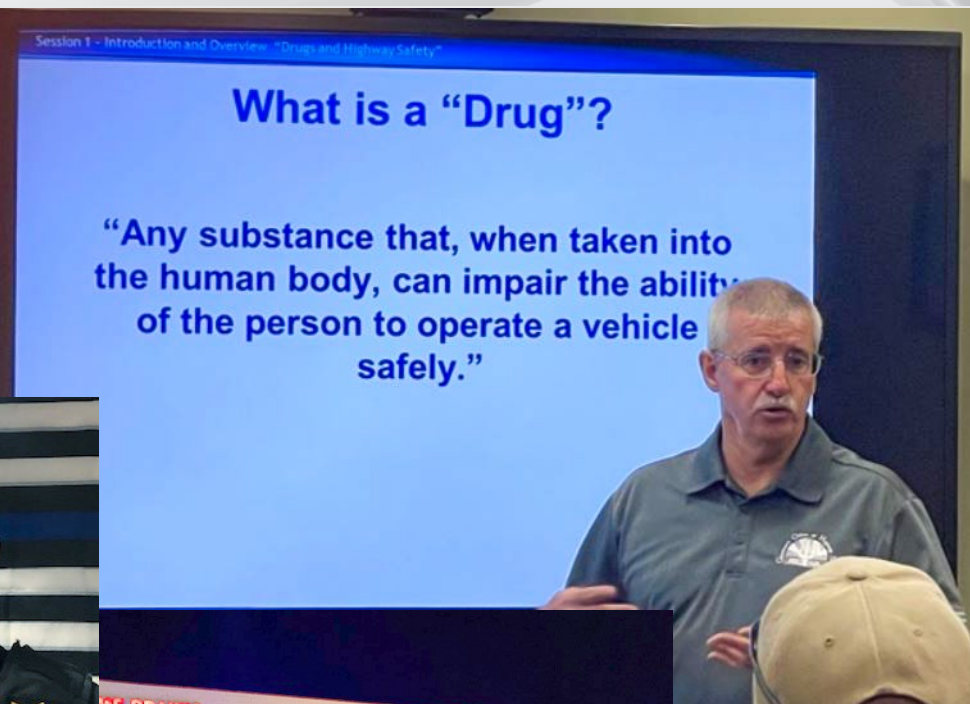 Session 1 - Introduction and Overview "Drugs and Highway Safety"
What is a "Drug"?
“Any substance that, when taken into
the human body, can impair the ability
of the person to operate a vehicle
safely.”